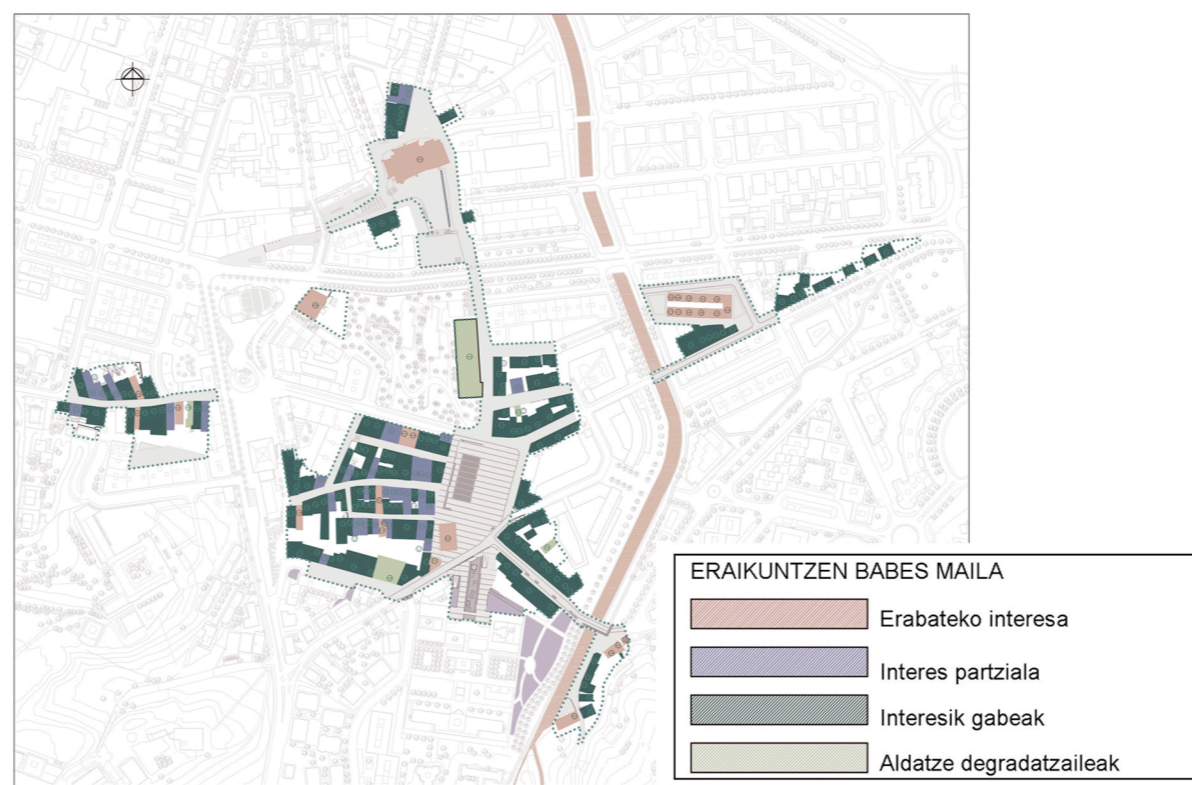 ERAIKUNTZEN BABES MAILA
Erabateko interesa
Interes partziala
Interesik gabeak
Aldatze degradatzaileak